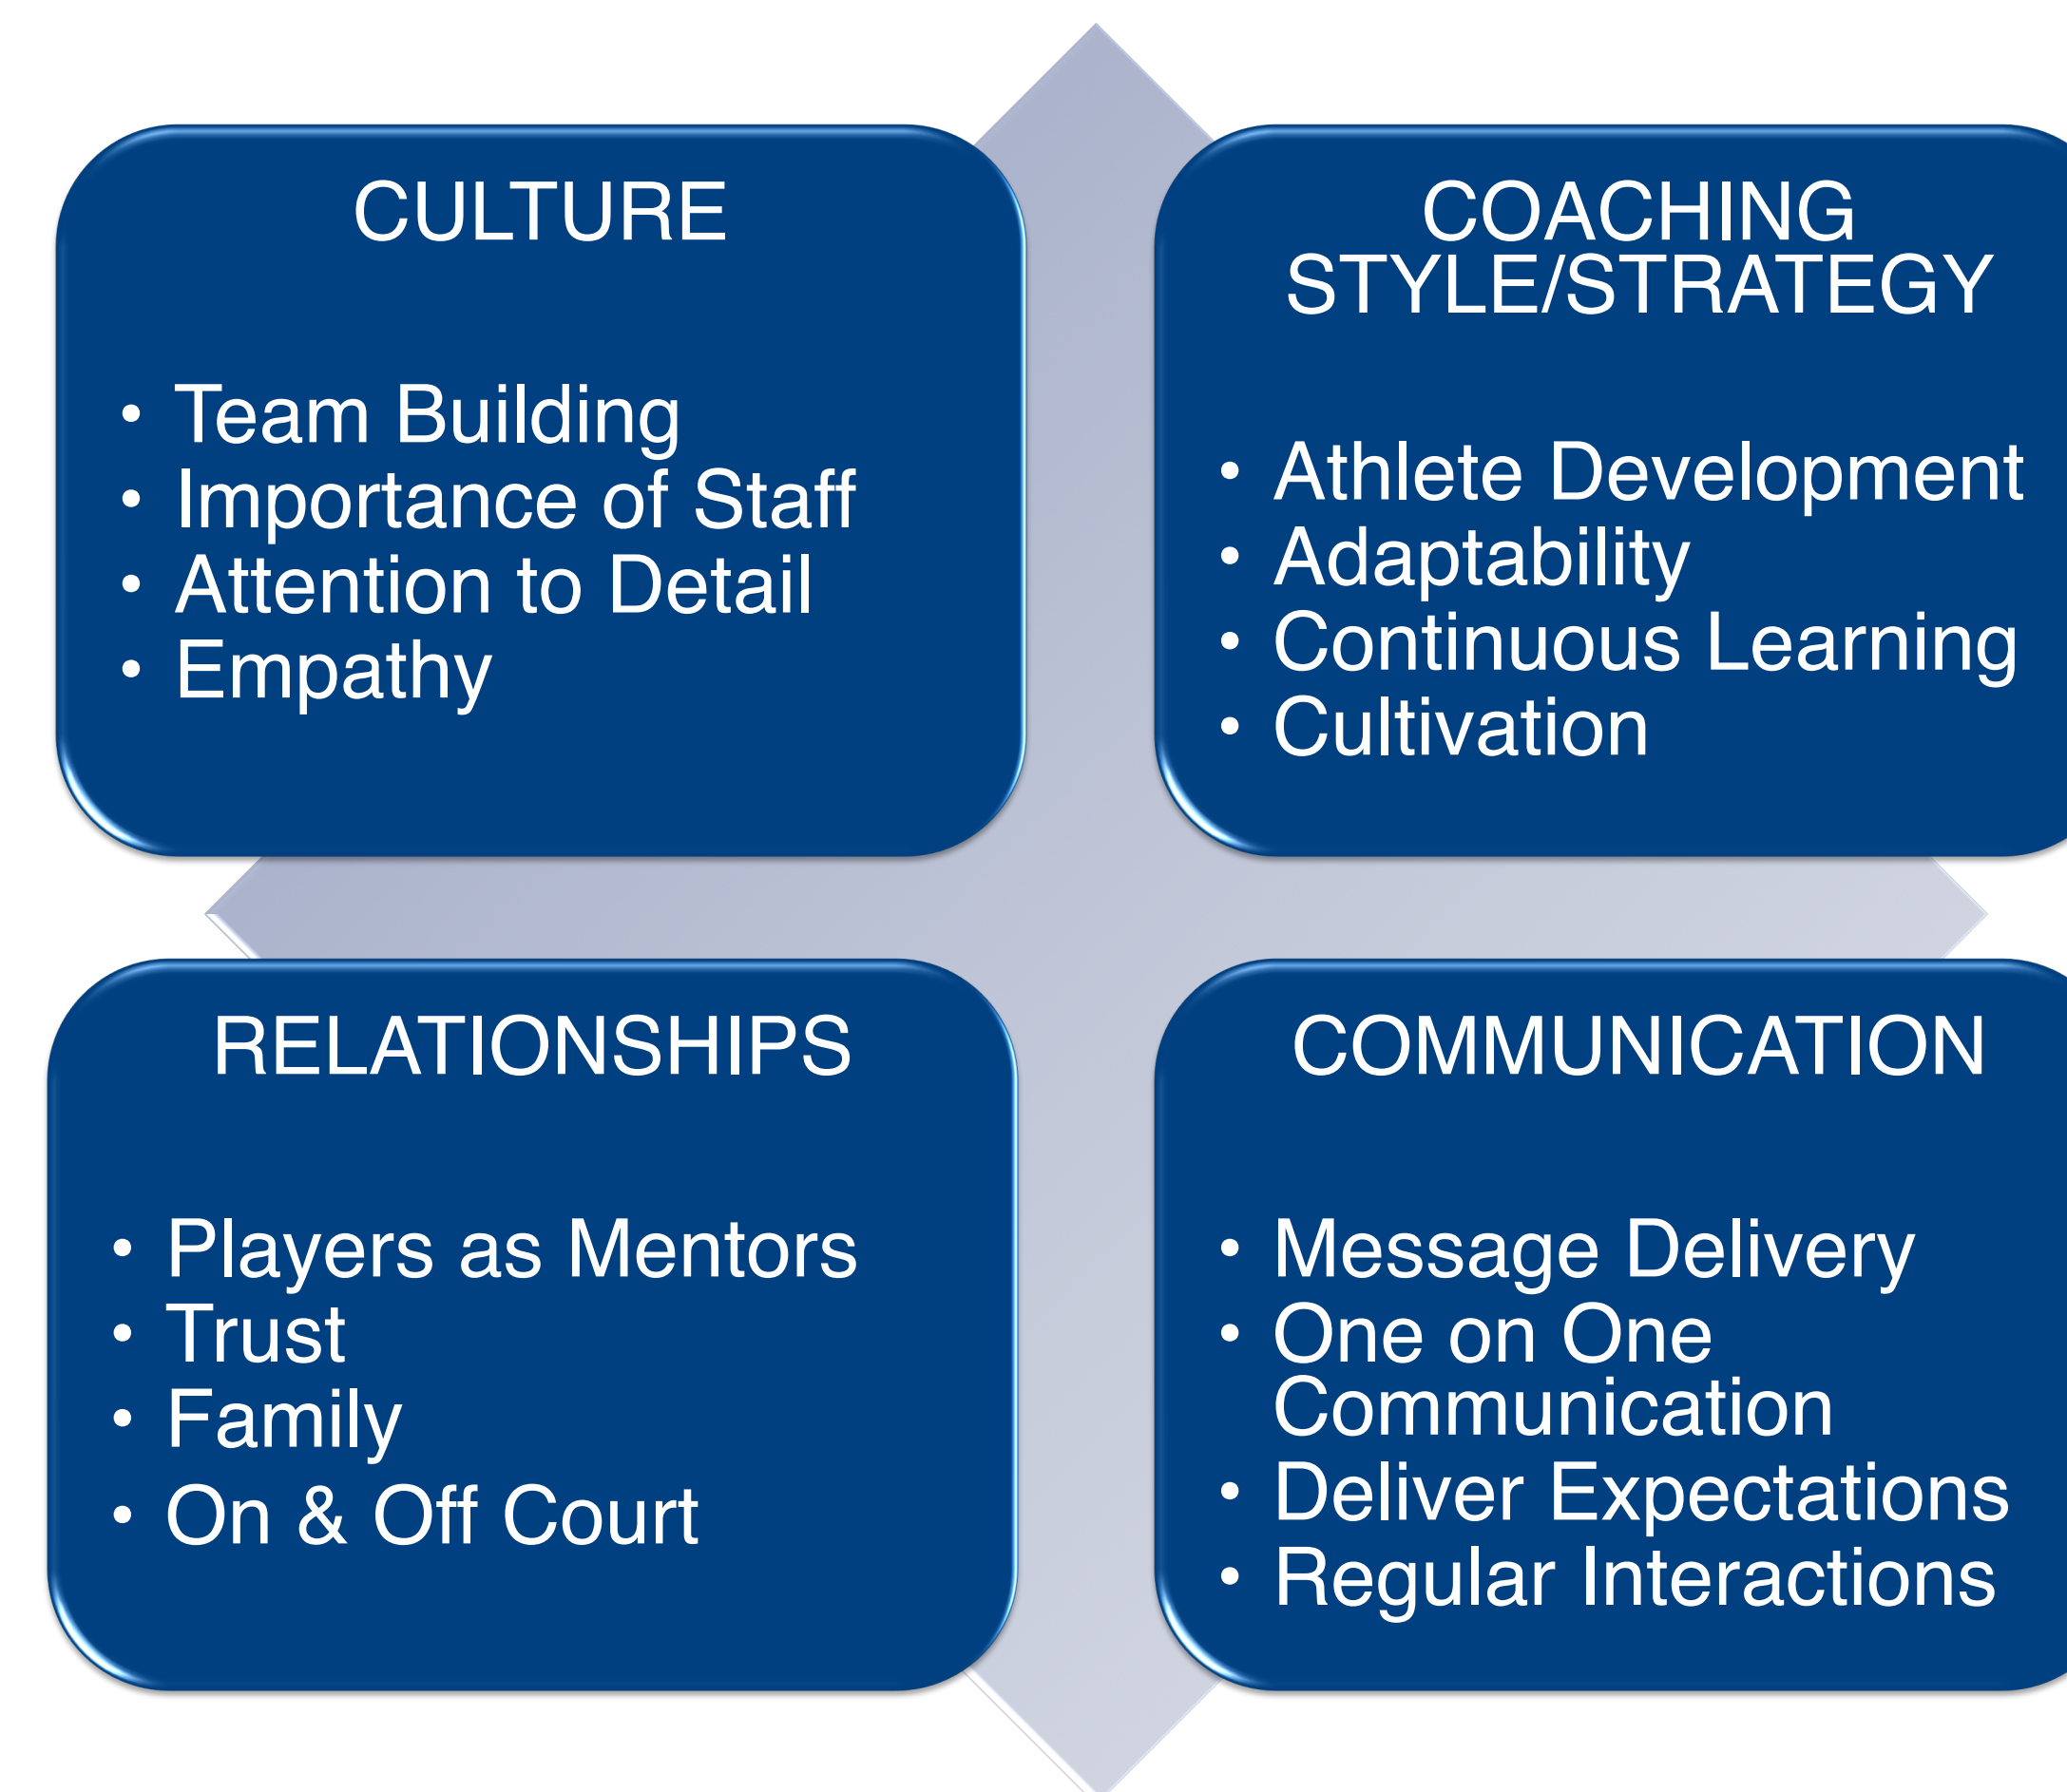 CULTURE
• Team Building
• Importance of Staff
• Attention to Detail
• Empathy
COACHING
STYLE/STRATEGY
• Athlete Development
• Adaptability
• Continuous Learning
• Cultivation
RELATIONSHIPS
• Players as Mentors
• Trust
• Family
• On & Off Court
COMMUNICATION
• Message Delivery
• One on One
Communication
• Deliver Expectations
• Regular Interactions